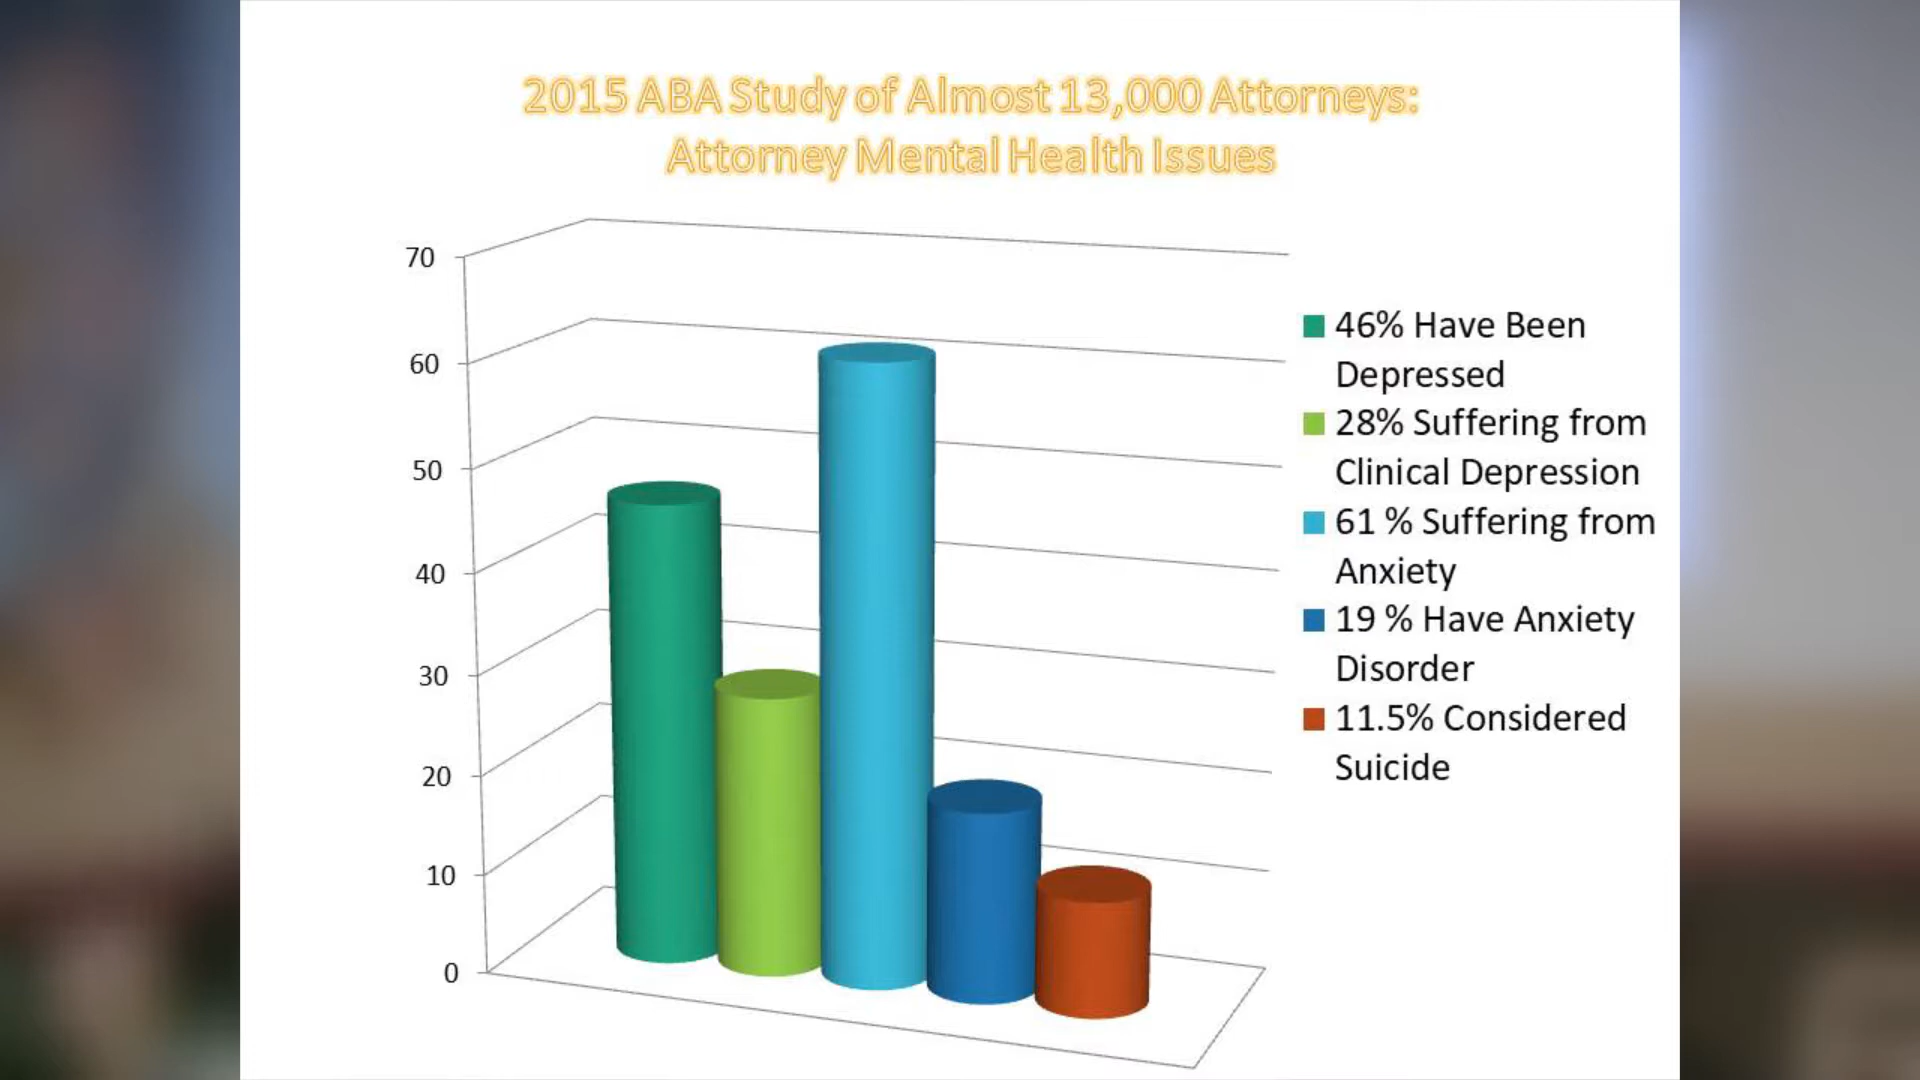 2015 ABA Study of Almost 13,000 Attorneys:
Attorney Mental Health Issues
70
60
50
40
30
20
10
0
46% Have Been
Depressed
28% Suffering from
Clinical Depression
61 % Suffering from
Anxiety
19 % Have Anxiety
Disorder
11.5% Considered
Suicide